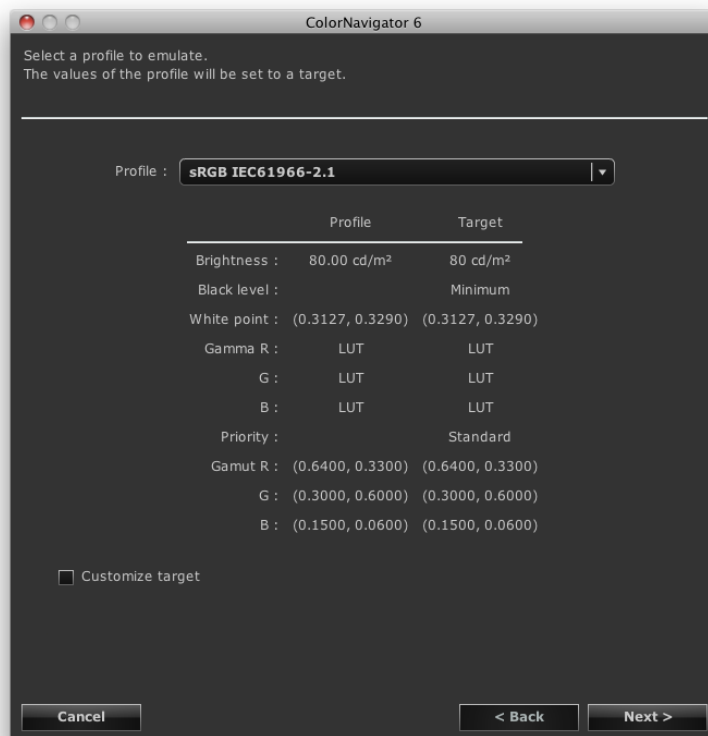 ColorNavigator 6
Select a profile to emulate.
The values of the profile will be set to a target.
Profile : sRGB IEC61966-2.1
Profile Target
Brightness : 80.00 cd/m² 80 cd/m²
Black level : Minimum
White point : (0.3127, 0.3290) (0.3127, 0.3290)
Gamma R : LUT LUT
G : LUT LUT
B : LUT LUT
Priority : Standard
Gamut R : (0.6400, 0.3300) (0.6400, 0.3300)
G : (0.3000, 0.6000) (0.3000, 0.6000)
B : (0.1500, 0.0600) (0.1500, 0.0600)
Customize target
Cancel < Back Next >